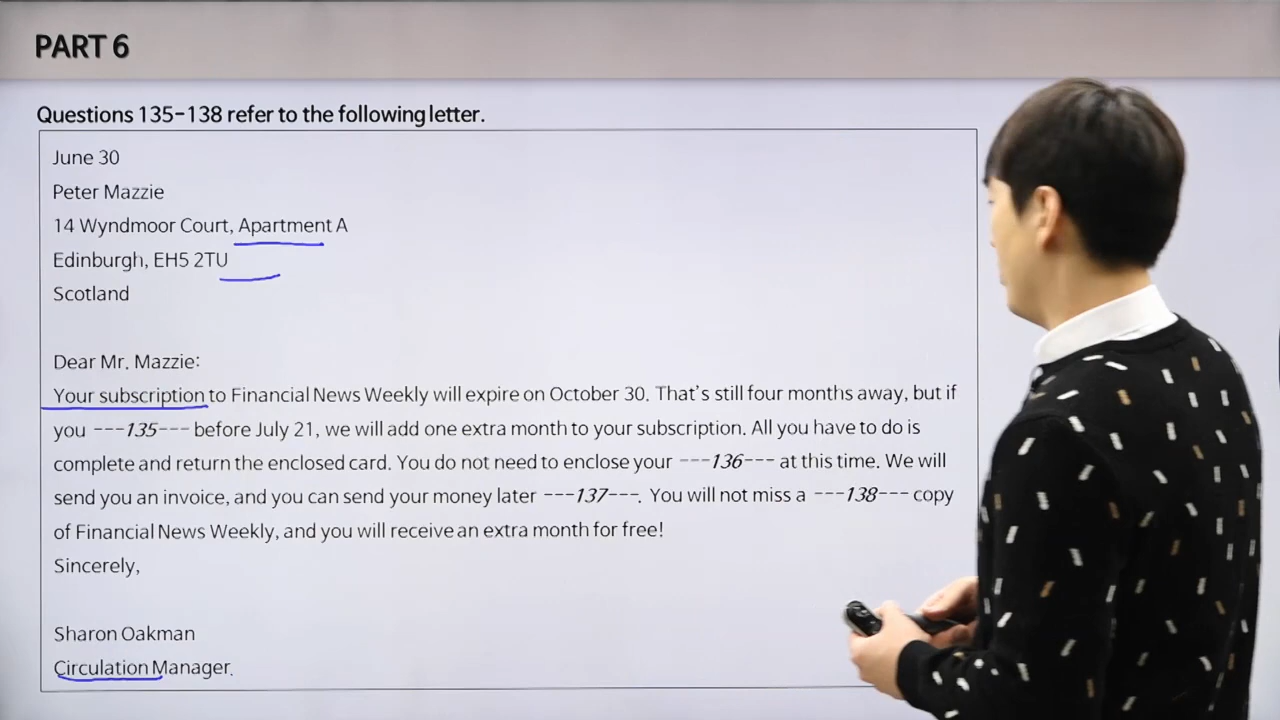 PART 6
Questions 135-138 refer to the following letter.
June 30
Peter Mazzie
14 Wyndmoor Court, Apartment A
Edinburgh, EH5 2TU
Scotland
Dear Mr. Mazzie:
Your subscription to Financial News Weekly will expire on October 30. That's still four months away, but if
you ---135--- before July 21, we will add one extra month to your subscription. All you have to do is
complete and return the enclosed card. You do not need to enclose your ---136--- at this time. We will
send you an invoice, and you can send your money later ---137---. You will not miss a ---138--- copy
of Financial News Weekly, and you will receive an extra month for free!
Sincerely,
Sharon Oakman
Circulation Manager.